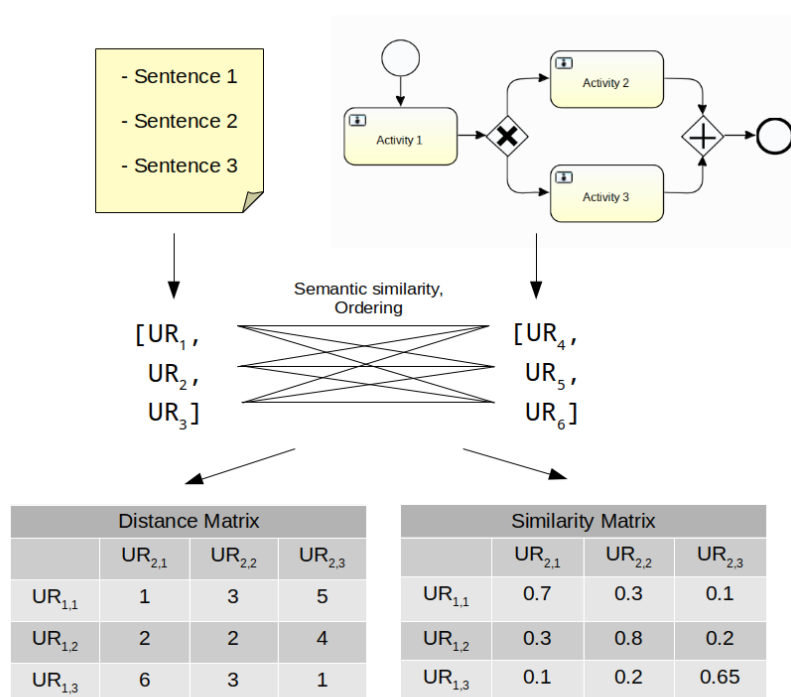 - Sentence 1
- Sentence 2
- Sentence 3
Activity 1
Activity 2
Activity 3
Semantic similarity,
Ordering
[UR₁,
UR₂,
UR₃]
[UR₄,
UR₅,
UR₆]
Distance Matrix
UR₂,₁ UR₂,₂ UR₂,₃
UR₁,₁ 1 3 5
UR₁,₂ 2 2 4
UR₁,₃ 6 3 1
Similarity Matrix
UR₂,₁ UR₂,₂ UR₂,₃
UR₁,₁ 0.7 0.3 0.1
UR₁,₂ 0.3 0.8 0.2
UR₁,₃ 0.1 0.2 0.65